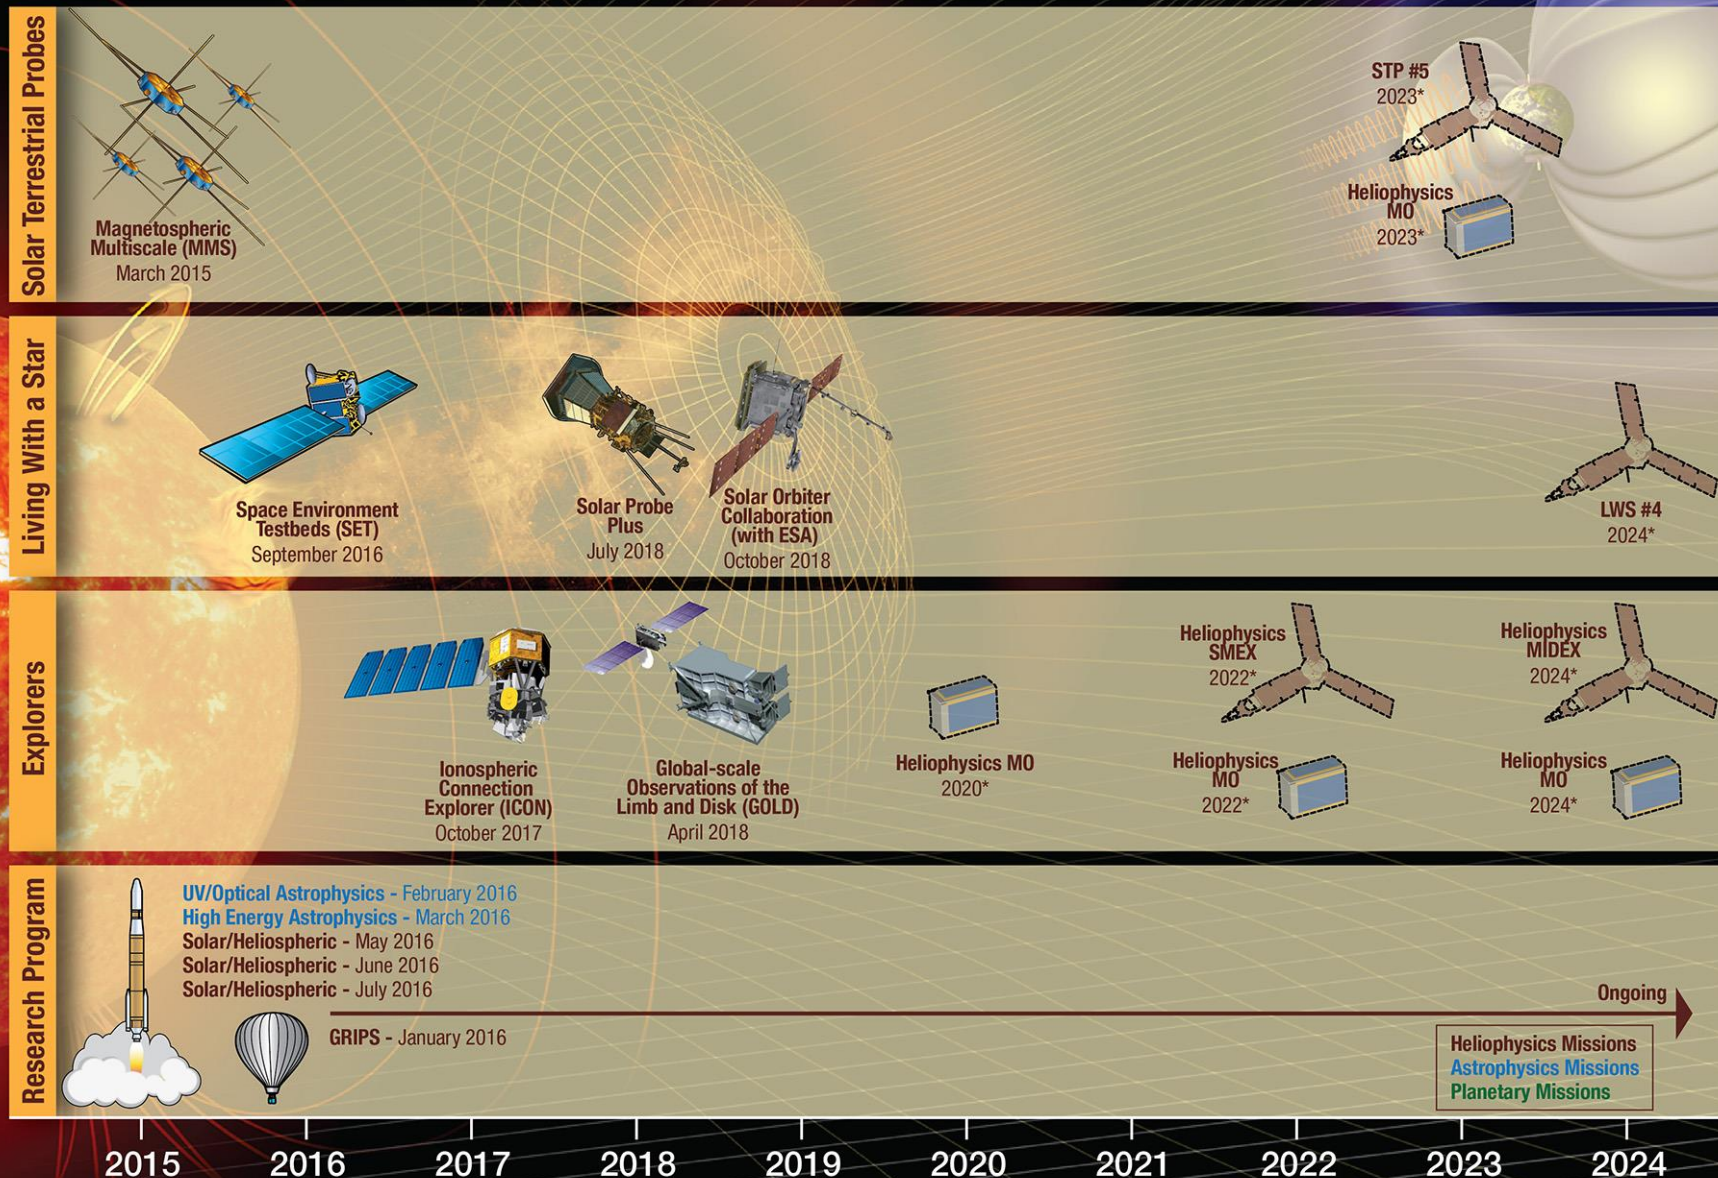 Solar Terrestrial Probes
Magnetospheric
Multiscale (MMS)
March 2015
STP #5
2023*
Heliophysics
MO
2023*
Living With a Star
Space Environment
Testbeds (SET)
September 2016
Solar Probe
Plus
July 2018
Solar Orbiter
Collaboration
(with ESA)
October 2018
LWS #4
2024*
Explorers
Ionospheric
Connection
Explorer (ICON)
October 2017
Global-scale
Observations of the
Limb and Disk (GOLD)
April 2018
Heliophysics MO
2020*
Heliophysics
SMEX
2022*
Heliophysics
MO
2022*
Heliophysics
MIDEX
2024*
Heliophysics
MO
2024*
Research Program
UV/Optical Astrophysics - February 2016
High Energy Astrophysics - March 2016
Solar/Heliospheric - May 2016
Solar/Heliospheric - June 2016
Solar/Heliospheric - July 2016
Ongoing
GRIPS - January 2016
Heliophysics Missions
Astrophysics Missions
Planetary Missions
2015 2016 2017 2018 2019 2020 2021 2022 2023 2024